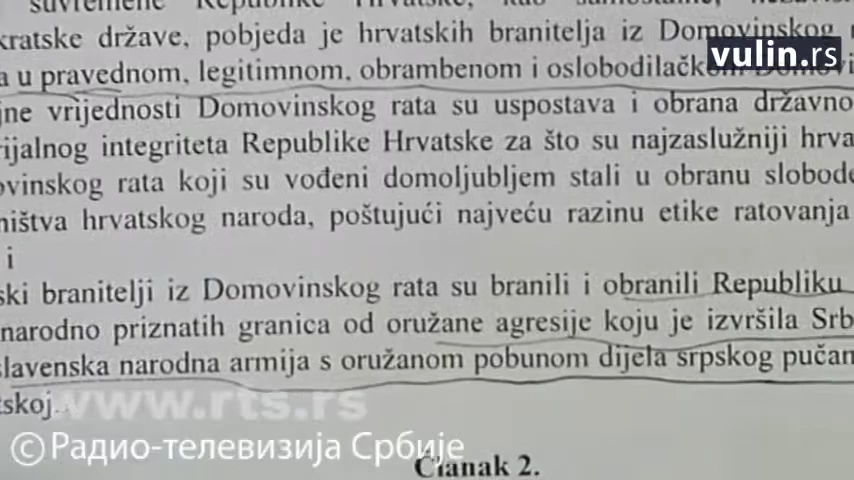 suvremene Republike Hrvatske, kao samostalne,
kratske države, pobjeda je hrvatskih branitelja iz Domovinskog
vulin.rs
a u pravednom, legitimnom, obrambenom i oslobodilačkom
jne vrijednosti Domovinskog rata su uspostava i obrana državno
rijalnog integriteta Republike Hrvatske za što su najzaslužniji hrva
ovinskog rata koji su vođeni domoljubljem stali u obranu slobode
ništva hrvatskog naroda, poštujući najveću razinu etike ratovanja
i
ski branitelji iz Domovinskog rata su branili i obranili Republiku
narodno priznatih granica od oružane agresije koju je izvršila Srb
slavenska narodna armija s oružanom pobunom dijela srpskog pučan
tskoj.
www.rts.rs
©Радио-телевизија Србије
Članak 2.